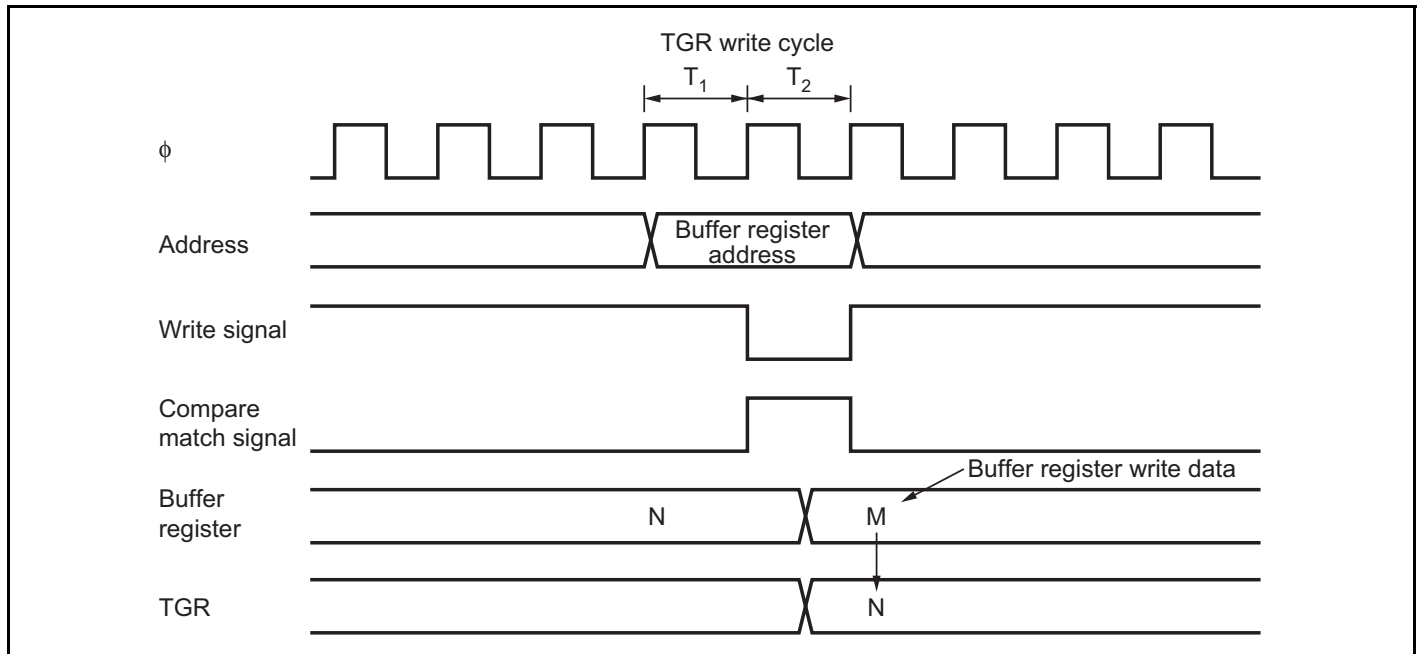 TGR write cycle
T1 T2
ϕ
Address
Buffer register
address
Write signal
Compare
match signal
Buffer register write data
Buffer
register
N M
TGR
N